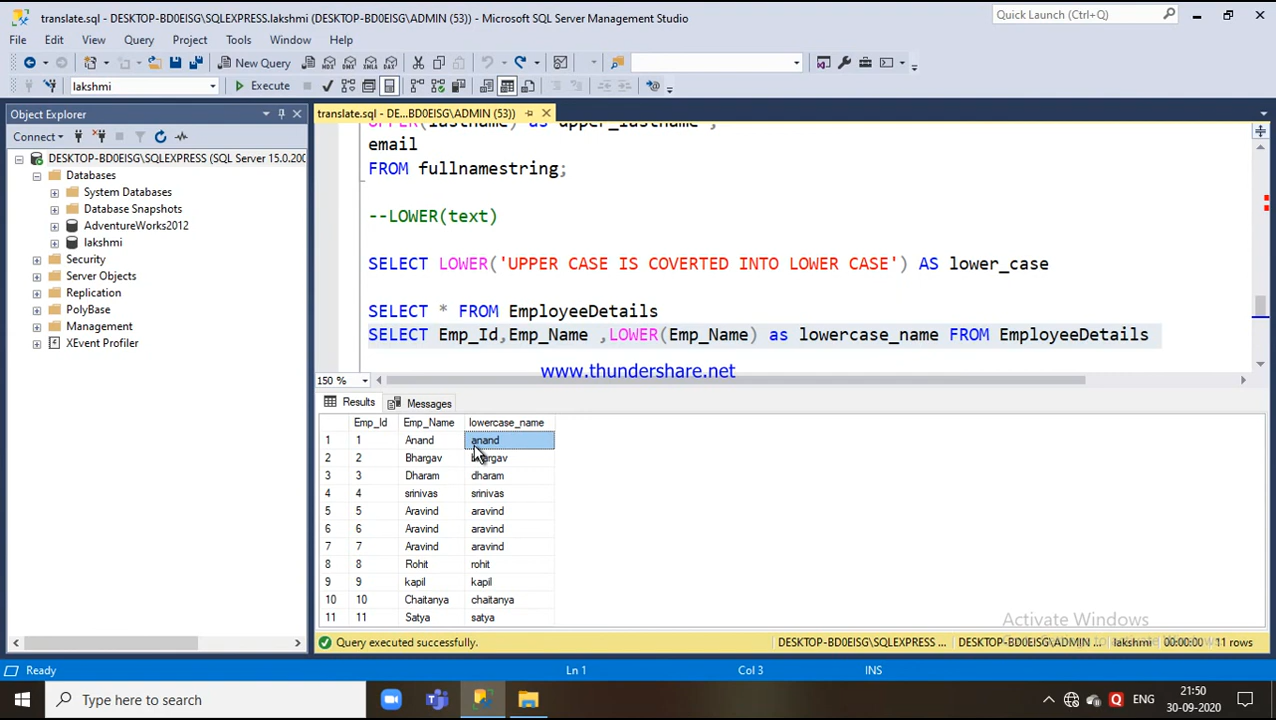 translate.sql - DESKTOP-BD0EISG\SQLEXPRESS.lakshmi (DESKTOP-BD0EISG\ADMIN (53)) - Microsoft SQL Server Management Studio
Quick Launch (Ctrl+Q)
File Edit View Query Project Tools Window Help
New Query
MDX XMLA DAX
lakshmi
Execute
Object Explorer
translate.sql - DE...BD0EISG\ADMIN (53))
Connect
DESKTOP-BD0EISG\SQLEXPRESS (SQL Server 15.0.200
Databases
System Databases
Database Snapshots
AdventureWorks2012
lakshmi
Security
Server Objects
Replication
PolyBase
Management
XEvent Profiler
UPPER(lastname) as upper_lastname ,
email
FROM fullnamestring;
--LOWER(text)
SELECT LOWER('UPPER CASE IS COVERTED INTO LOWER CASE') AS lower_case
SELECT * FROM EmployeeDetails
SELECT Emp_Id,Emp_Name ,LOWER(Emp_Name) as lowercase_name FROM EmployeeDetails
www.thundershare.net
150 %
Results Messages
Emp_Id Emp_Name lowercase_name
1 1 Anand anand
2 2 Bhargav bhargav
3 3 Dharam dharam
4 4 srinivas srinivas
5 5 Aravind aravind
6 6 Aravind aravind
7 7 Aravind aravind
8 8 Rohit rohit
9 9 kapil kapil
10 10 Chaitanya chaitanya
11 11 Satya satya
Activate Windows
Query executed successfully.
DESKTOP-BD0EISG\SQLEXPRESS ... DESKTOP-BD0EISG\ADMIN ... lakshmi 00:00:00 11 rows
Ready Ln 1 Col 3 INS
Type here to search
ENG
21:50
30-09-2020